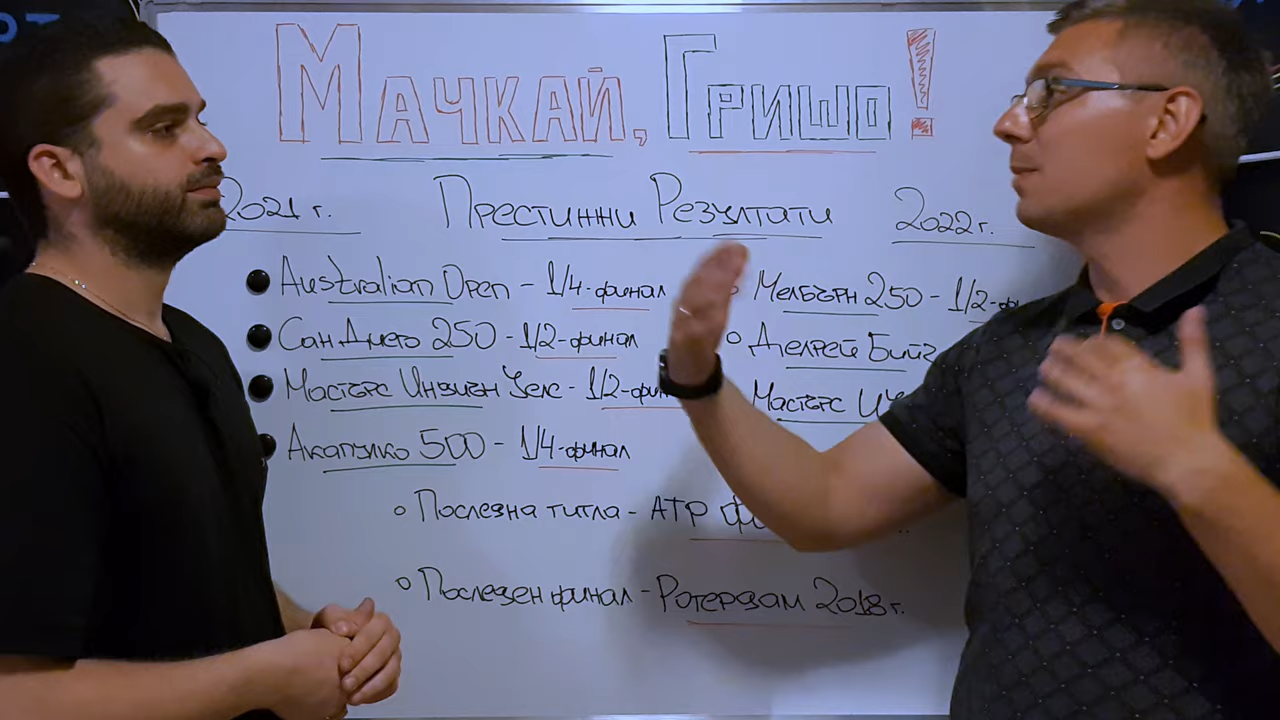 Мачкай, Гришо!
2021 г. Престижни Резултати 2022 г.
Australian Open - 1/4-финал
Мелбърн 250 - 1/2-фи
Сан Диего 250 - 1/2-финал
Делрей Бийч
Мастърс Индиън Уелс - 1/2-фин
Мастърс
Акапулко 500 - 1/4-финал
Последна титла - ATP
Последен финал - Ротердам 2018 г.